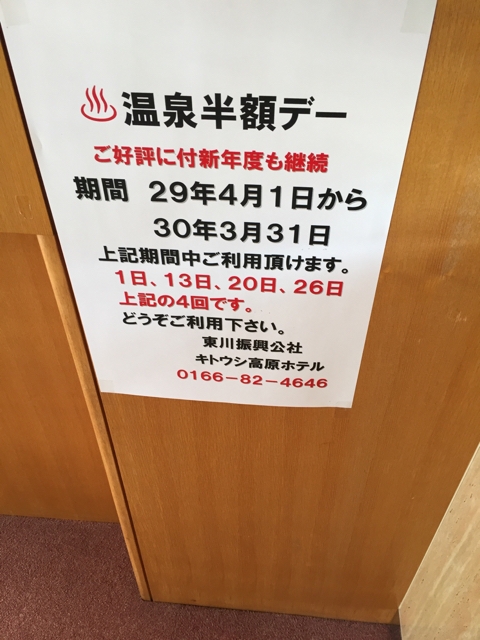 ♨温泉半額デー
ご好評に付新年度も継続
期間 29年4月1日から
30年3月31日
上記期間中ご利用頂けます。
1日、13日、20日、26日
上記の4回です。
どうぞご利用下さい。
東川振興公社
キトウシ高原ホテル
0166-82-4646